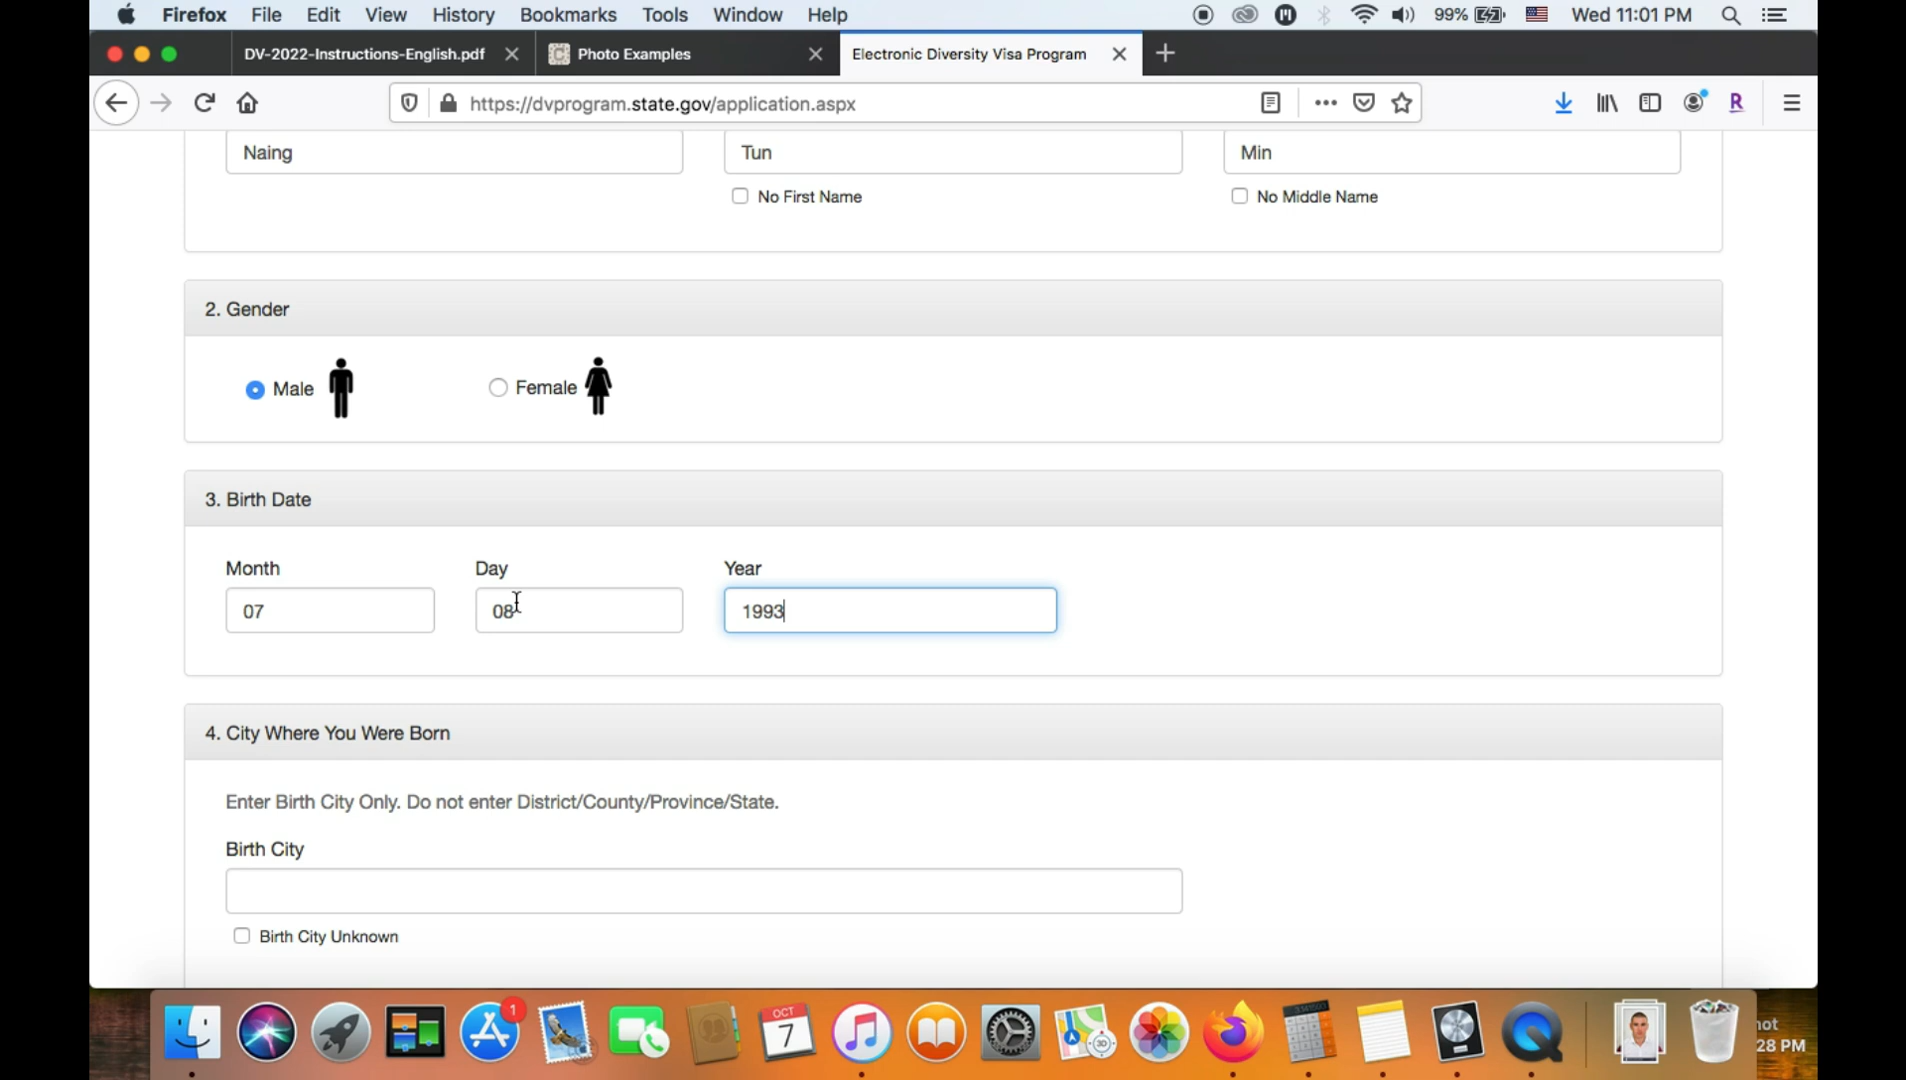 Firefox File Edit View History Bookmarks Tools Window Help 99% Wed 11:01 PM
DV-2022-Instructions-English.pdf Photo Examples Electronic Diversity Visa Program
https://dvprogram.state.gov/application.aspx R
Naing Tun Min
No First Name No Middle Name
2. Gender
Male Female
3. Birth Date
Month Day Year
07 08 1993
4. City Where You Were Born
Enter Birth City Only. Do not enter District/County/Province/State.
Birth City
Birth City Unknown
1
OCT
7
3D
28 PM